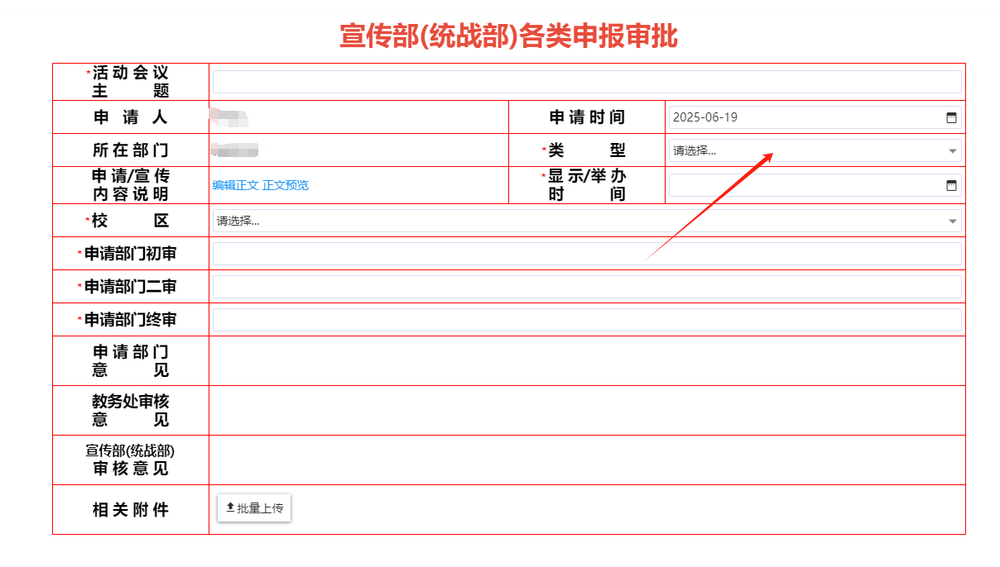 宣传部(统战部)各类申报审批
*活 动 会 议
主 题
申 请 人
申 请 时 间
2025-06-19
所 在 部 门
*类 型
请选择...
申 请/宣 传
内 容 说 明
编辑正文 正文预览
*显 示/举 办
时 间
*校 区
请选择...
*申请部门初审
*申请部门二审
*申请部门终审
申 请 部 门
意 见
教务处审核
意 见
宣传部(统战部)
审 核 意 见
相 关 附 件
批量上传